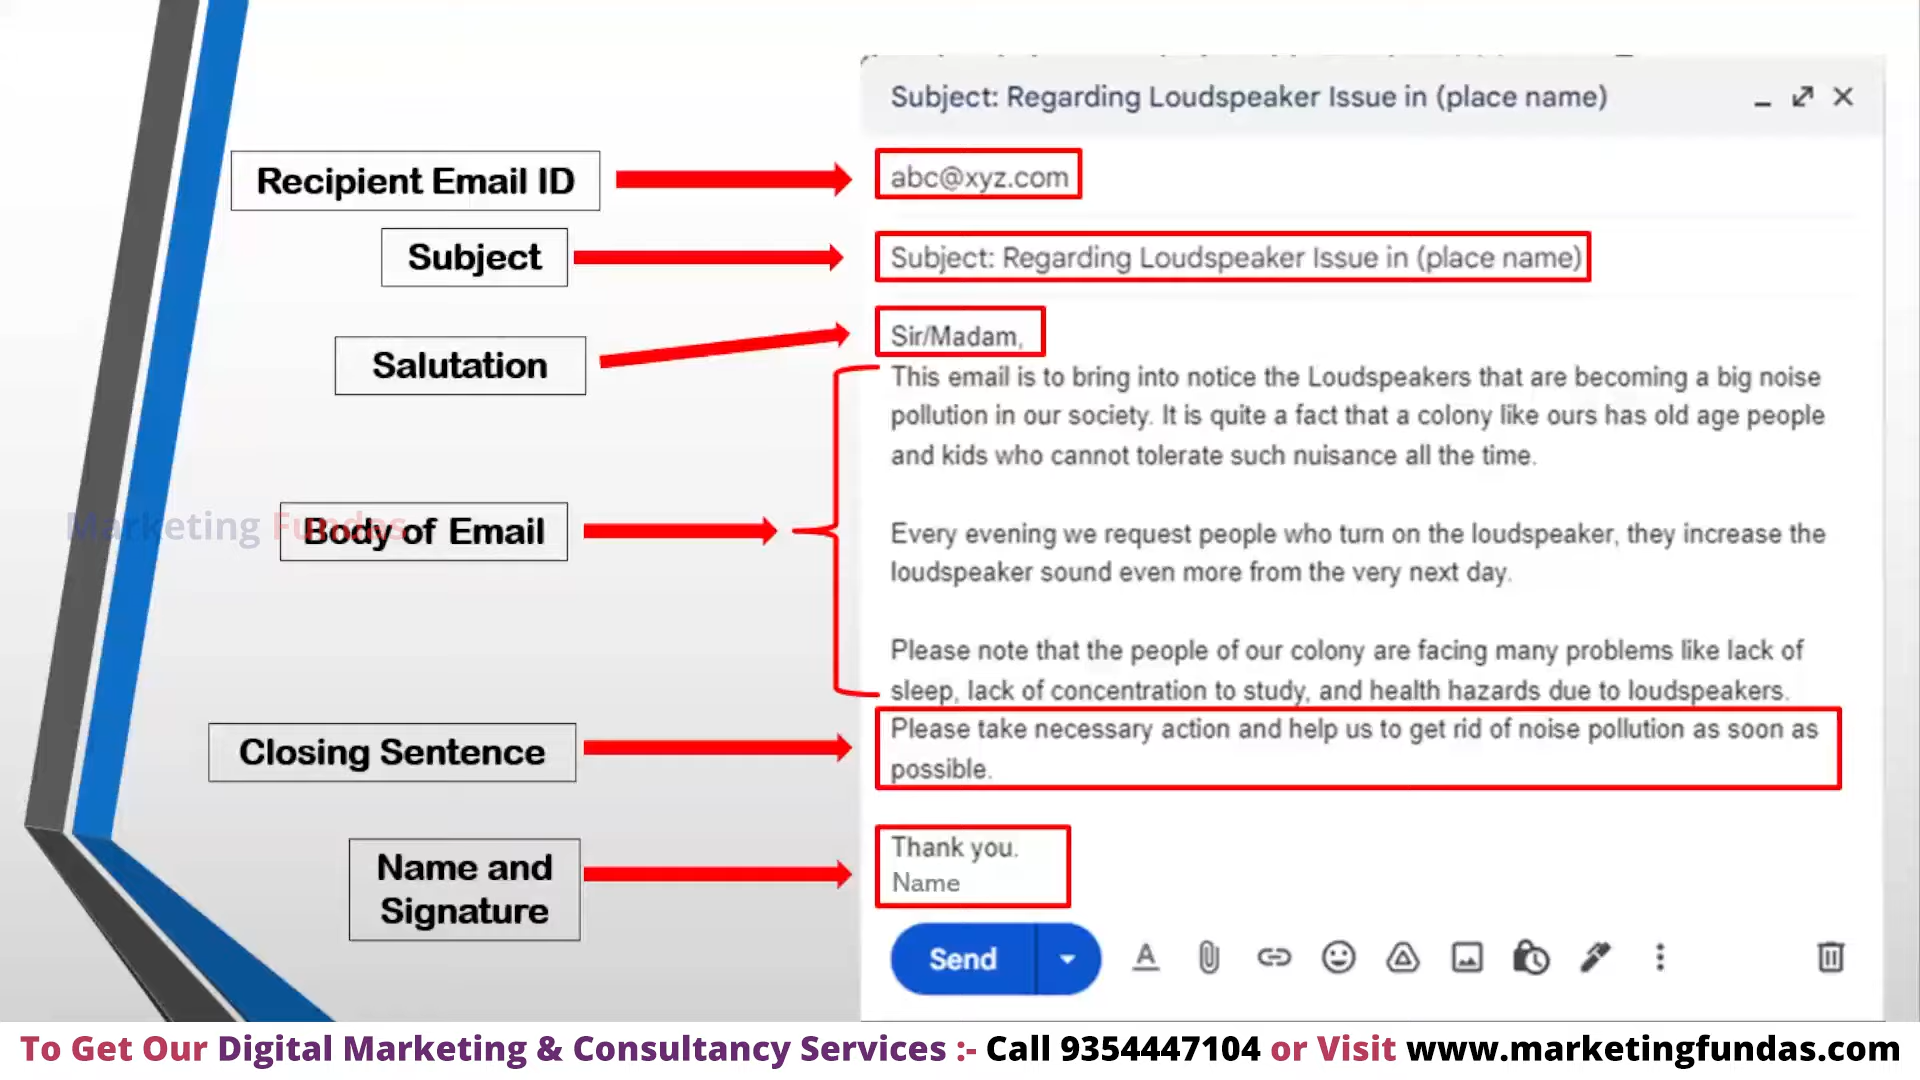 Subject: Regarding Loudspeaker Issue in (place name)
Recipient Email ID
abc@xyz.com
Subject
Subject: Regarding Loudspeaker Issue in (place name)
Salutation
Sir/Madam,
This email is to bring into notice the Loudspeakers that are becoming a big noise
pollution in our society. It is quite a fact that a colony like ours has old age people
and kids who cannot tolerate such nuisance all the time.
Marketing Fundas
Body of Email
Every evening we request people who turn on the loudspeaker, they increase the
loudspeaker sound even more from the very next day.
Please note that the people of our colony are facing many problems like lack of
sleep, lack of concentration to study, and health hazards due to loudspeakers.
Closing Sentence
Please take necessary action and help us to get rid of noise pollution as soon as
possible.
Name and
Signature
Thank you.
Name
Send
To Get Our Digital Marketing & Consultancy Services :- Call 9354447104 or Visit www.marketingfundas.com